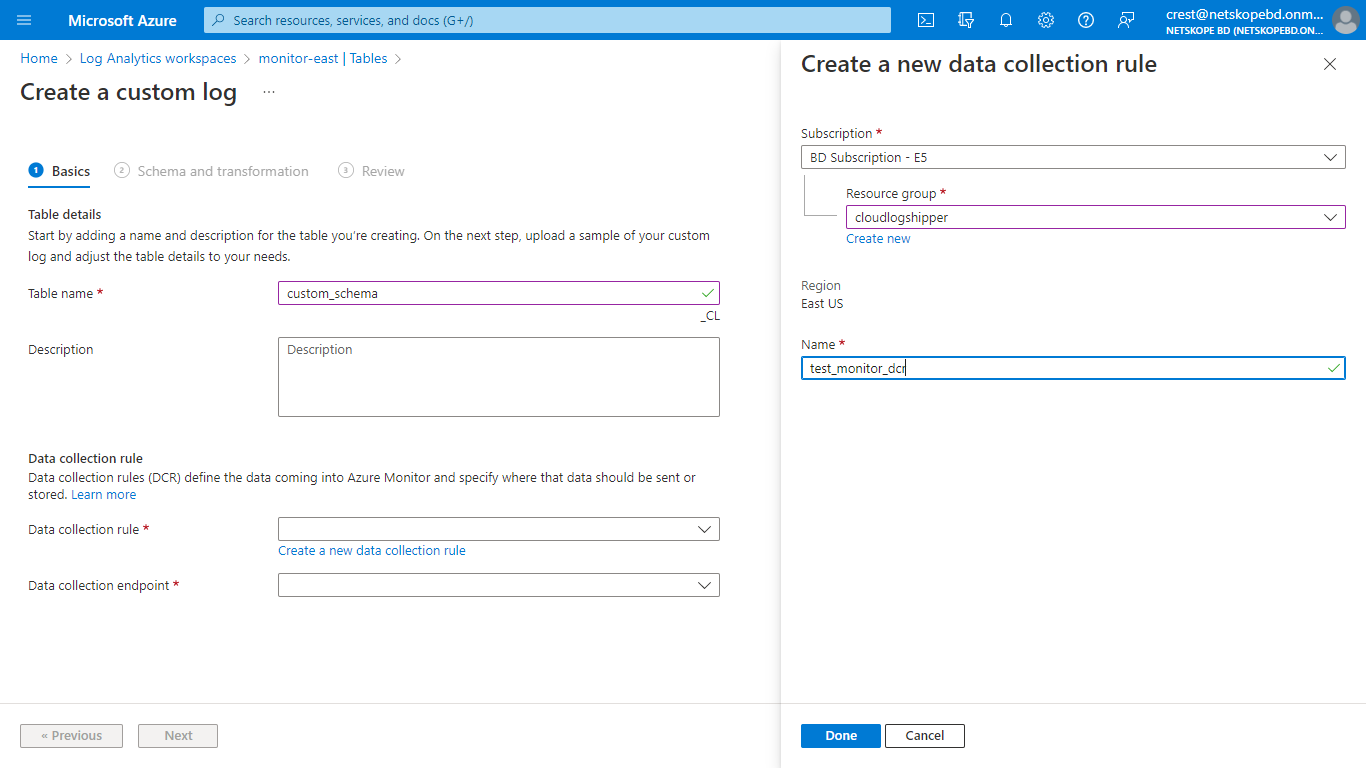 Microsoft Azure
Search resources, services, and docs (G+/)
crest@netskopebd.onm...
NETSKOPE BD (NETSKOPEBD.ON...
Home > Log Analytics workspaces > monitor-east | Tables >
Create a custom log ...
1 Basics 2 Schema and transformation 3 Review
Table details
Start by adding a name and description for the table you're creating. On the next step, upload a sample of your custom
log and adjust the table details to your needs.
Table name * custom_schema
_CL
Description Description
Data collection rule
Data collection rules (DCR) define the data coming into Azure Monitor and specify where that data should be sent or
stored. Learn more
Data collection rule *
Create a new data collection rule
Data collection endpoint *
« Previous Next
Create a new data collection rule
Subscription *
BD Subscription - E5
Resource group *
cloudlogshipper
Create new
Region
East US
Name *
test_monitor_dcr
Done Cancel